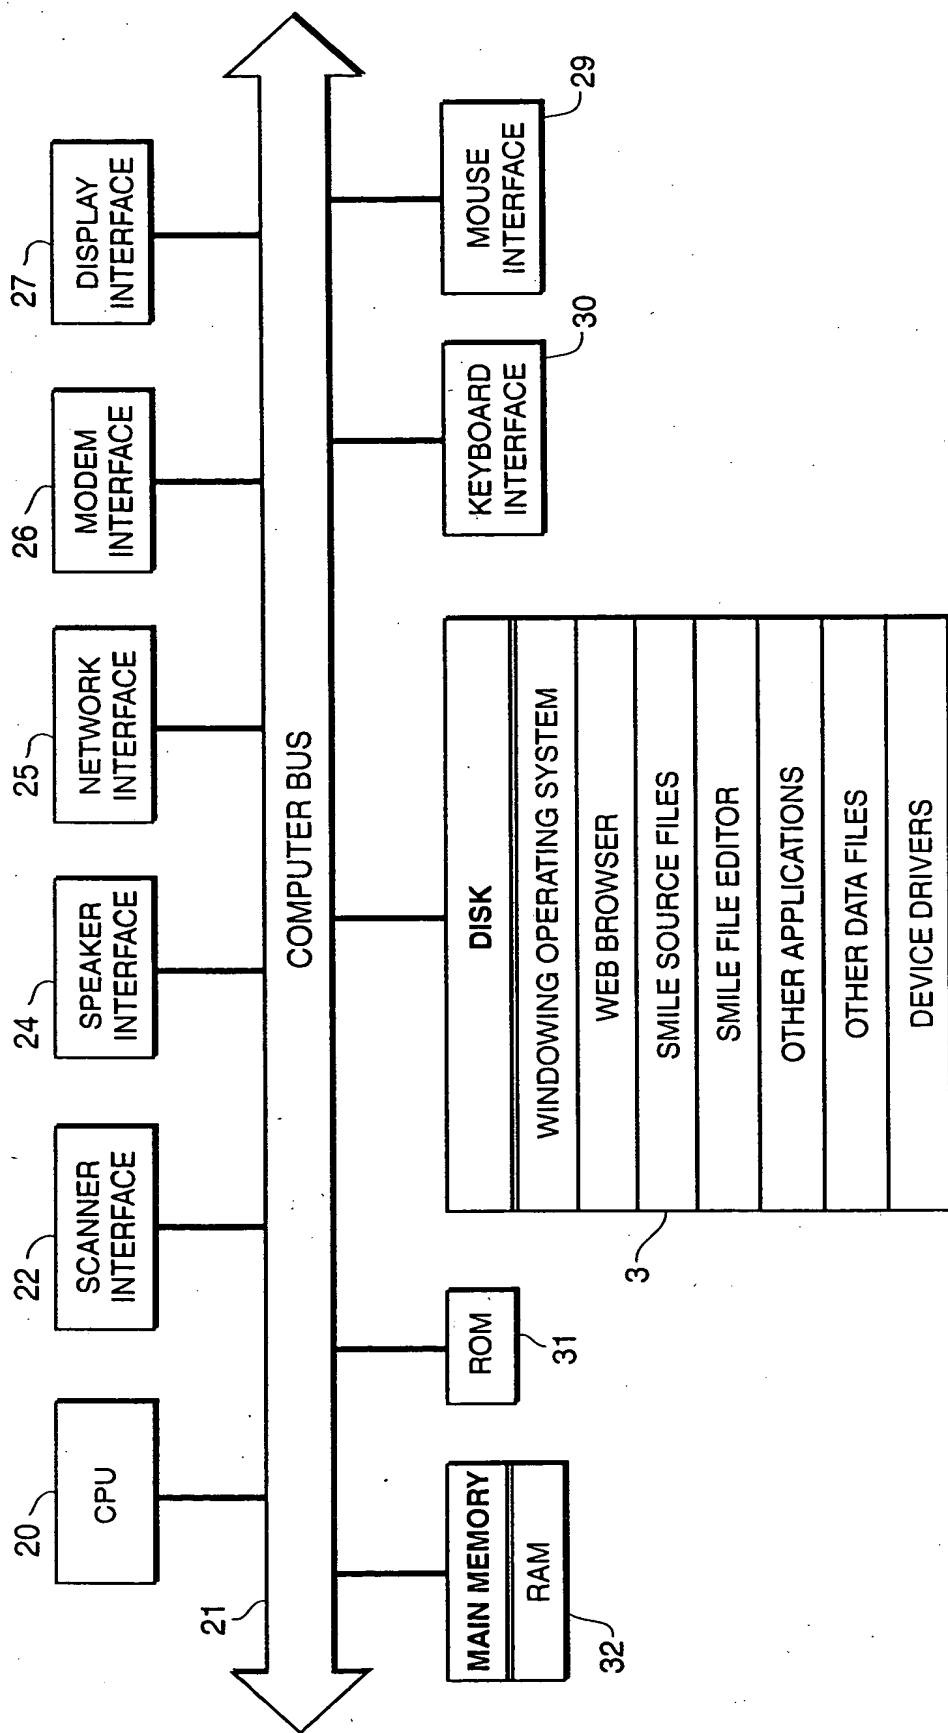 20
CPU
22
SCANNER
INTERFACE
24
SPEAKER
INTERFACE
25
NETWORK
INTERFACE
26
MODEM
INTERFACE
27
DISPLAY
INTERFACE
21
COMPUTER BUS
MAIN MEMORY
RAM
32
ROM
31
3
DISK
WINDOWING OPERATING SYSTEM
WEB BROWSER
SMILE SOURCE FILES
SMILE FILE EDITOR
OTHER APPLICATIONS
OTHER DATA FILES
DEVICE DRIVERS
KEYBOARD
INTERFACE
30
MOUSE
INTERFACE
29